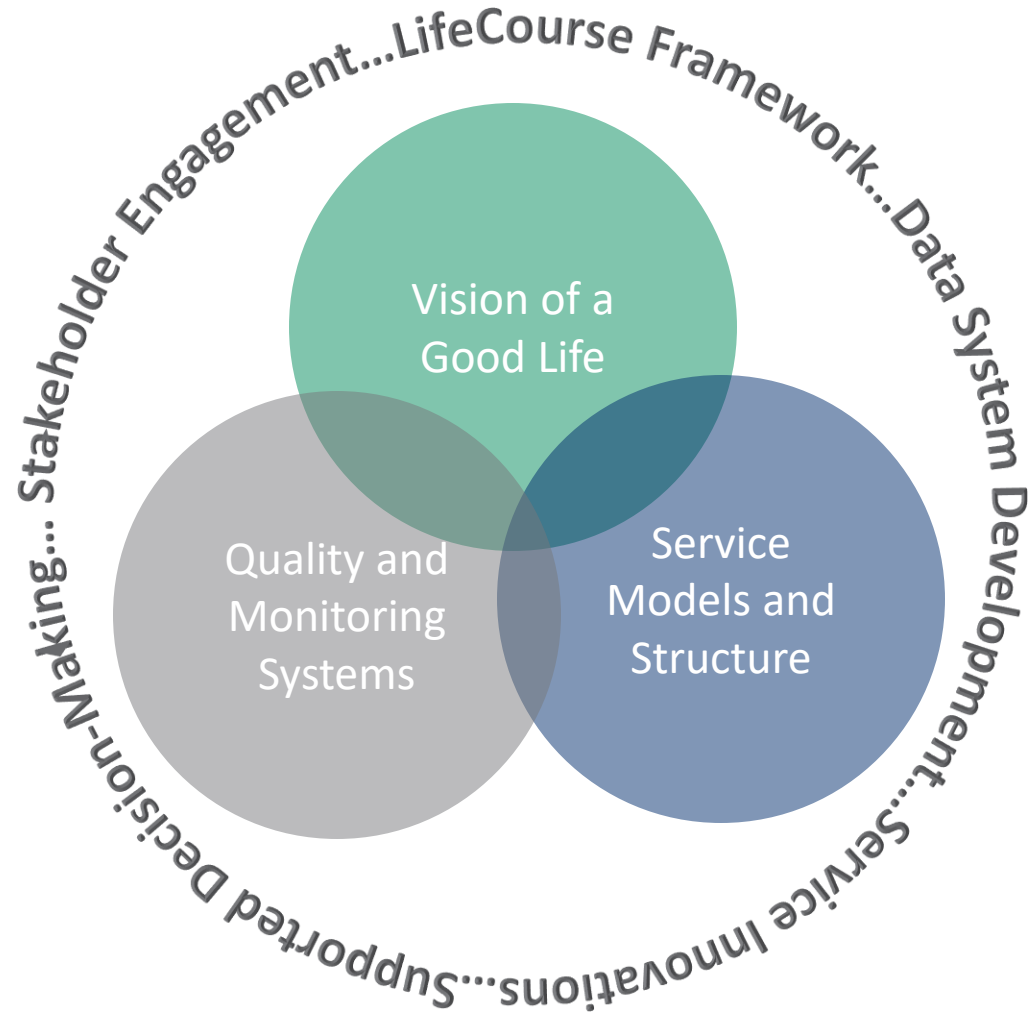 Stakeholder Engagement...LifeCourse Framework...Data System Development...Service Innovations....Supported Decision-Making...
Vision of a
Good Life
Quality and
Monitoring
Systems
Service
Models and
Structure